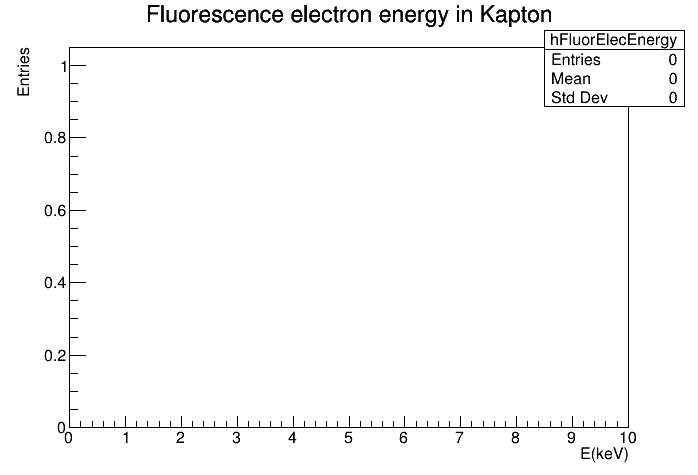 Fluorescence electron energy in Kapton
hFluorElecEnergy
Entries 0
Mean 0
Std Dev 0
Entries
1
0.8
0.6
0.4
0.2
0
0 1 2 3 4 5 6 7 8 9 10
E(keV)